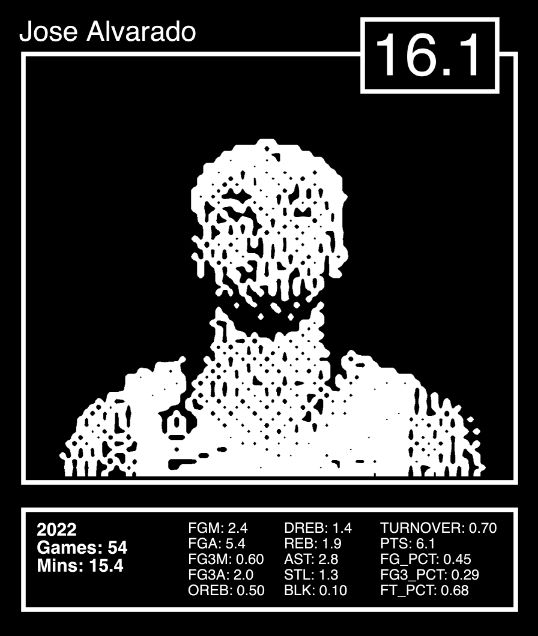 Jose Alvarado
16.1
2022
Games: 54
Mins: 15.4
FGM: 2.4
FGA: 5.4
FG3M: 0.60
FG3A: 2.0
OREB: 0.50
DREB: 1.4
REB: 1.9
AST: 2.8
STL: 1.3
BLK: 0.10
TURNOVER: 0.70
PTS: 6.1
FG_PCT: 0.45
FG3_PCT: 0.29
FT_PCT: 0.68